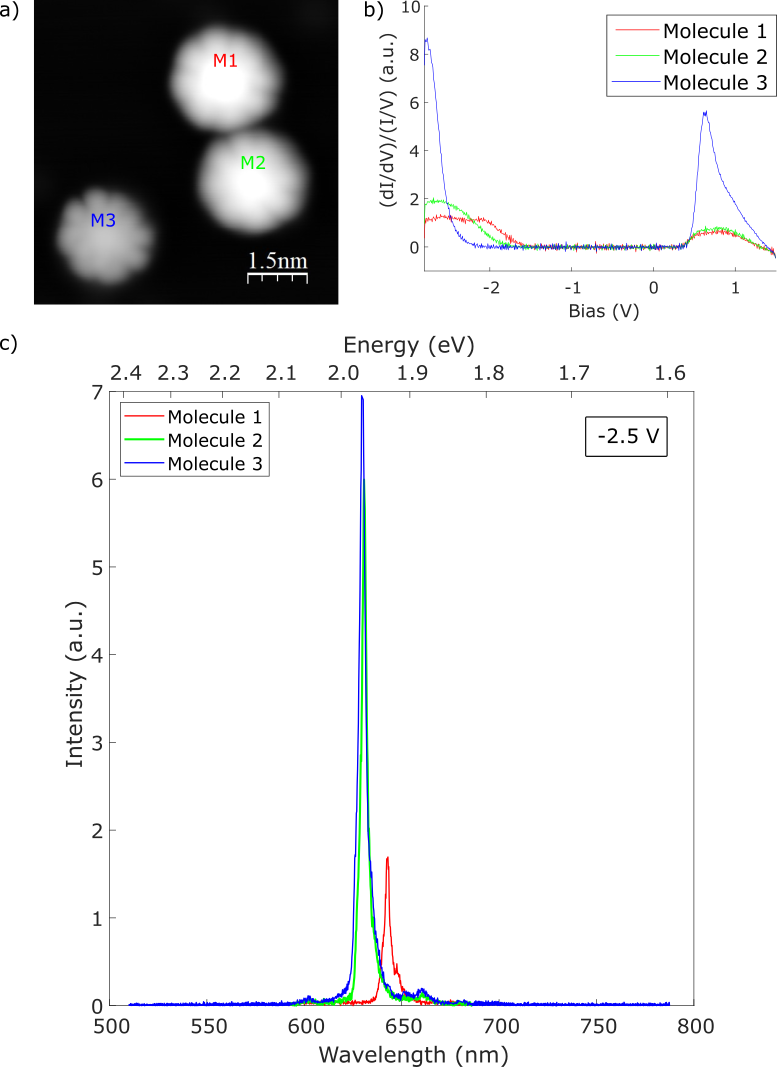 a)
M1
M2
M3
1.5nm
b)
(dI/dV)/(I/V) (a.u.)
10
8
6
4
2
0
-2
-1
0
1
Bias (V)
Molecule 1
Molecule 2
Molecule 3
c)
Energy (eV)
2.4
2.3
2.2
2.1
2.0
1.9
1.8
1.7
1.6
Molecule 1
Molecule 2
Molecule 3
-2.5 V
Intensity (a.u.)
7
6
5
4
3
2
1
0
500
550
600
650
700
750
800
Wavelength (nm)